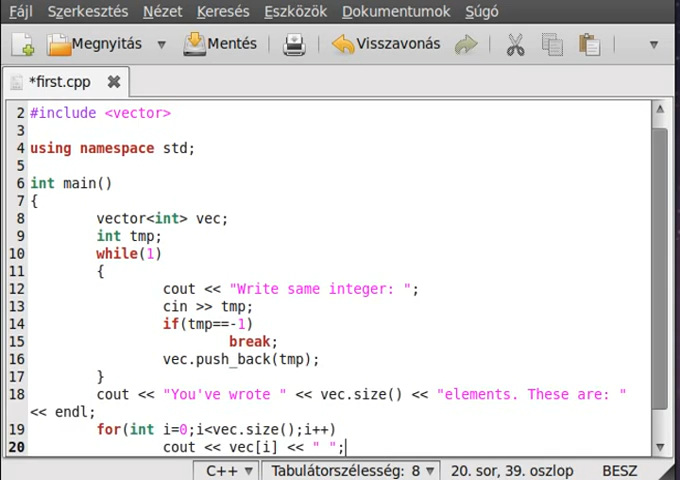 Fájl Szerkesztés Nézet Keresés Eszközök Dokumentumok Súgó
Megnyitás Mentés Visszavonás
*first.cpp
2 #include <vector>
3
4 using namespace std;
5
6 int main()
7 {
8 vector<int> vec;
9 int tmp;
10 while(1)
11 {
12 cout << "Write same integer: ";
13 cin >> tmp;
14 if(tmp==-1)
15 break;
16 vec.push_back(tmp);
17 }
18 cout << "You've wrote " << vec.size() << "elements. These are: "
<< endl;
19 for(int i=0;i<vec.size();i++)
20 cout << vec[i] << " ";
C++ Tabulátorszélesség: 8 20. sor, 39. oszlop BESZ